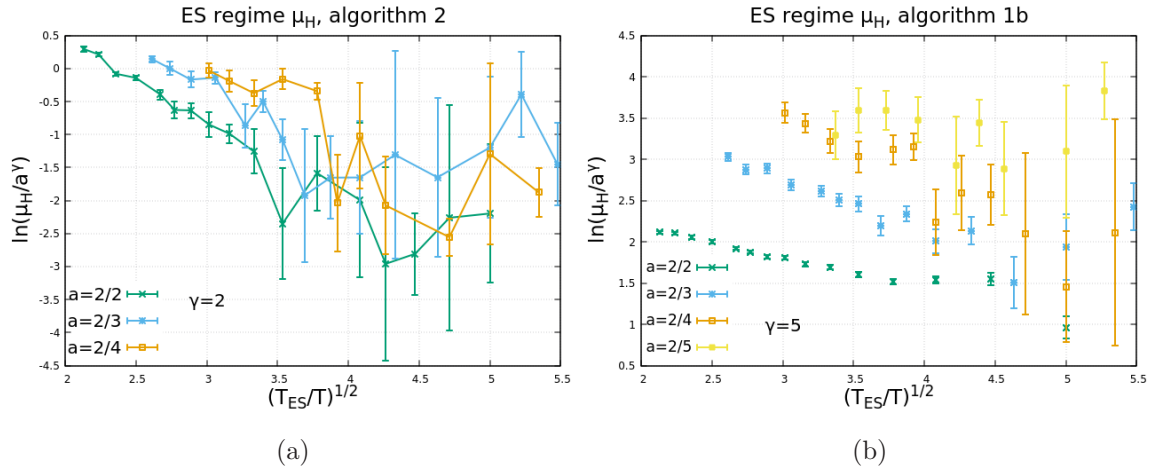 ES regime μH, algorithm 2
ln(μH/a^γ)
0.5
0
-0.5
-1
-1.5
-2
-2.5
-3
-3.5
-4
-4.5
a=2/2
a=2/3
a=2/4
γ=2
2 2.5 3 3.5 4 4.5 5 5.5
(TES/T)^1/2
(a)
ES regime μH, algorithm 1b
ln(μH/a^γ)
4.5
4
3.5
3
2.5
2
1.5
1
0.5
a=2/2
a=2/3
a=2/4
a=2/5
γ=5
2 2.5 3 3.5 4 4.5 5 5.5
(TES/T)^1/2
(b)